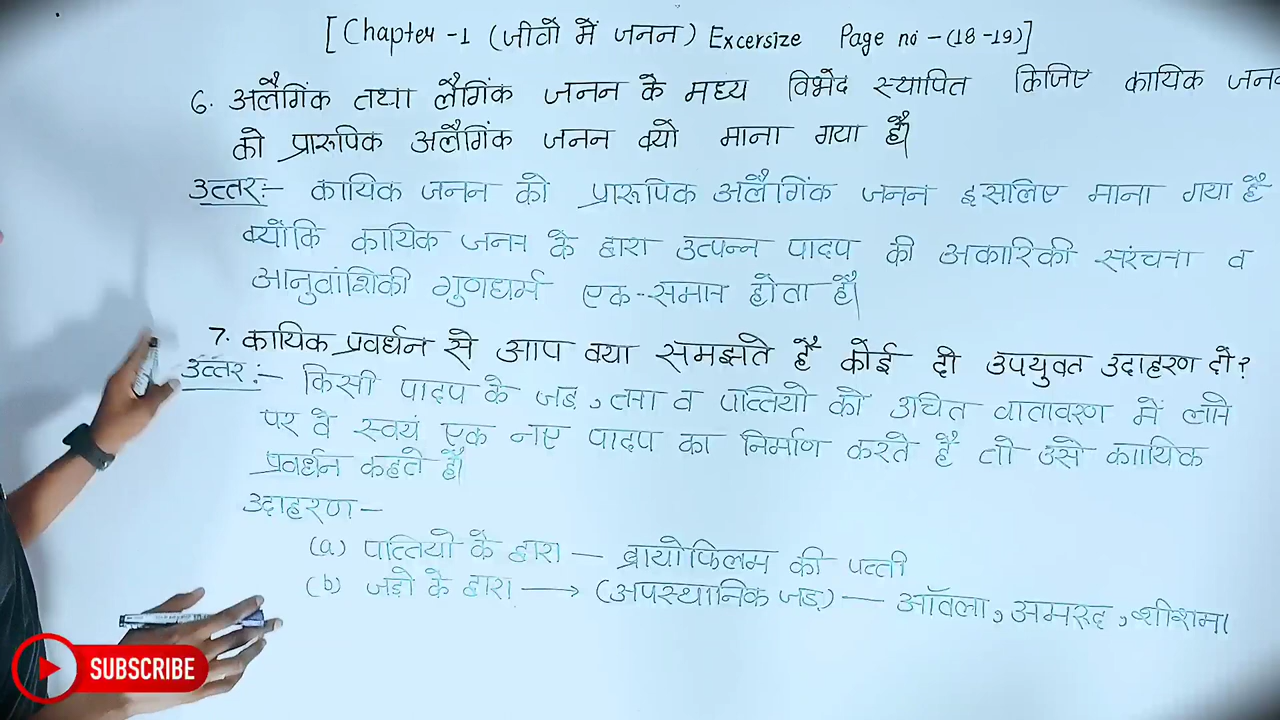 [Chapter -1 (जीवों में जनन) Excersize Page no -(18-19)]
6. अलैगिंक तथा लैगिंक जनन के मध्य विभेद स्थापित किजिए कायिक जनन
को प्रारूपिक अलैगिंक जनन क्यो माना गया है।
उत्तर:- कायिक जनन को प्रारूपिक अलैगिंक जनन इसलिए माना गया है
क्योकि कायिक जनन के द्वारा उत्पन्न पादप की अकारिकी सरंचना व
आनुवांशिकी गुणधर्म एक-समान होता है।
7. कायिक प्रवर्धन से आप क्या समझते है कोई दो उपयुक्त उदाहरण दो?
उत्तर:- किसी पादप के जड़, तना व पत्तियो को उचित वातावरण में लाने
पर वे स्वयं एक नए पादप का निर्माण करते है तो उसे कायिक
प्रवर्धन कहते है।
उदाहरण-
(a) पत्तियो के द्वारा - ब्रायोफिलम की पत्ती
(b) जड़ो के द्वारा → (अपस्थानिक जड़) - ऑवला, अमरूद, शीशम।
SUBSCRIBE